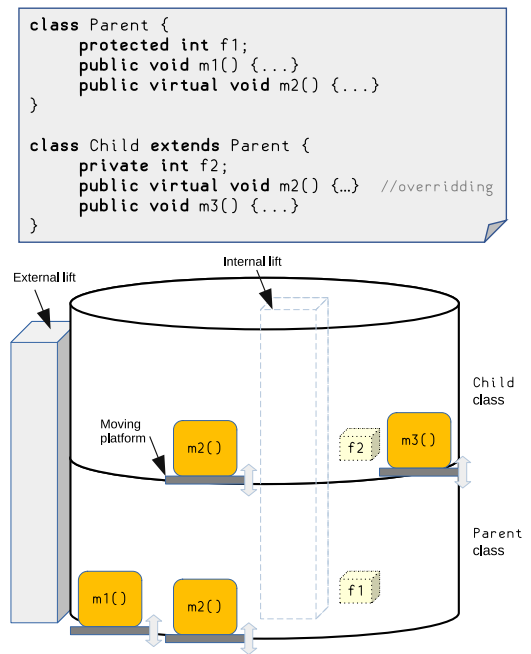 class Parent {
protected int f1;
public void m1() {...}
public virtual void m2() {...}
}
class Child extends Parent {
private int f2;
public virtual void m2() {…} //overridding
public void m3() {...}
}
Internal lift
External lift
Child
class
Moving
platform
m2()
f2
m3()
Parent
class
m1()
m2()
f1